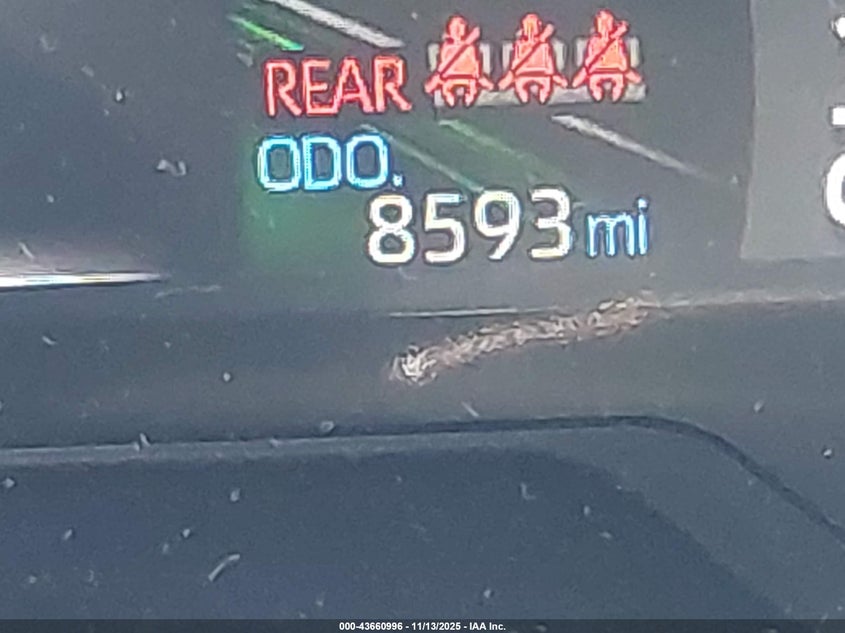 REAR
ODO.
8593 mi
000-43660996 - 11/13/2025 - IAA Inc.